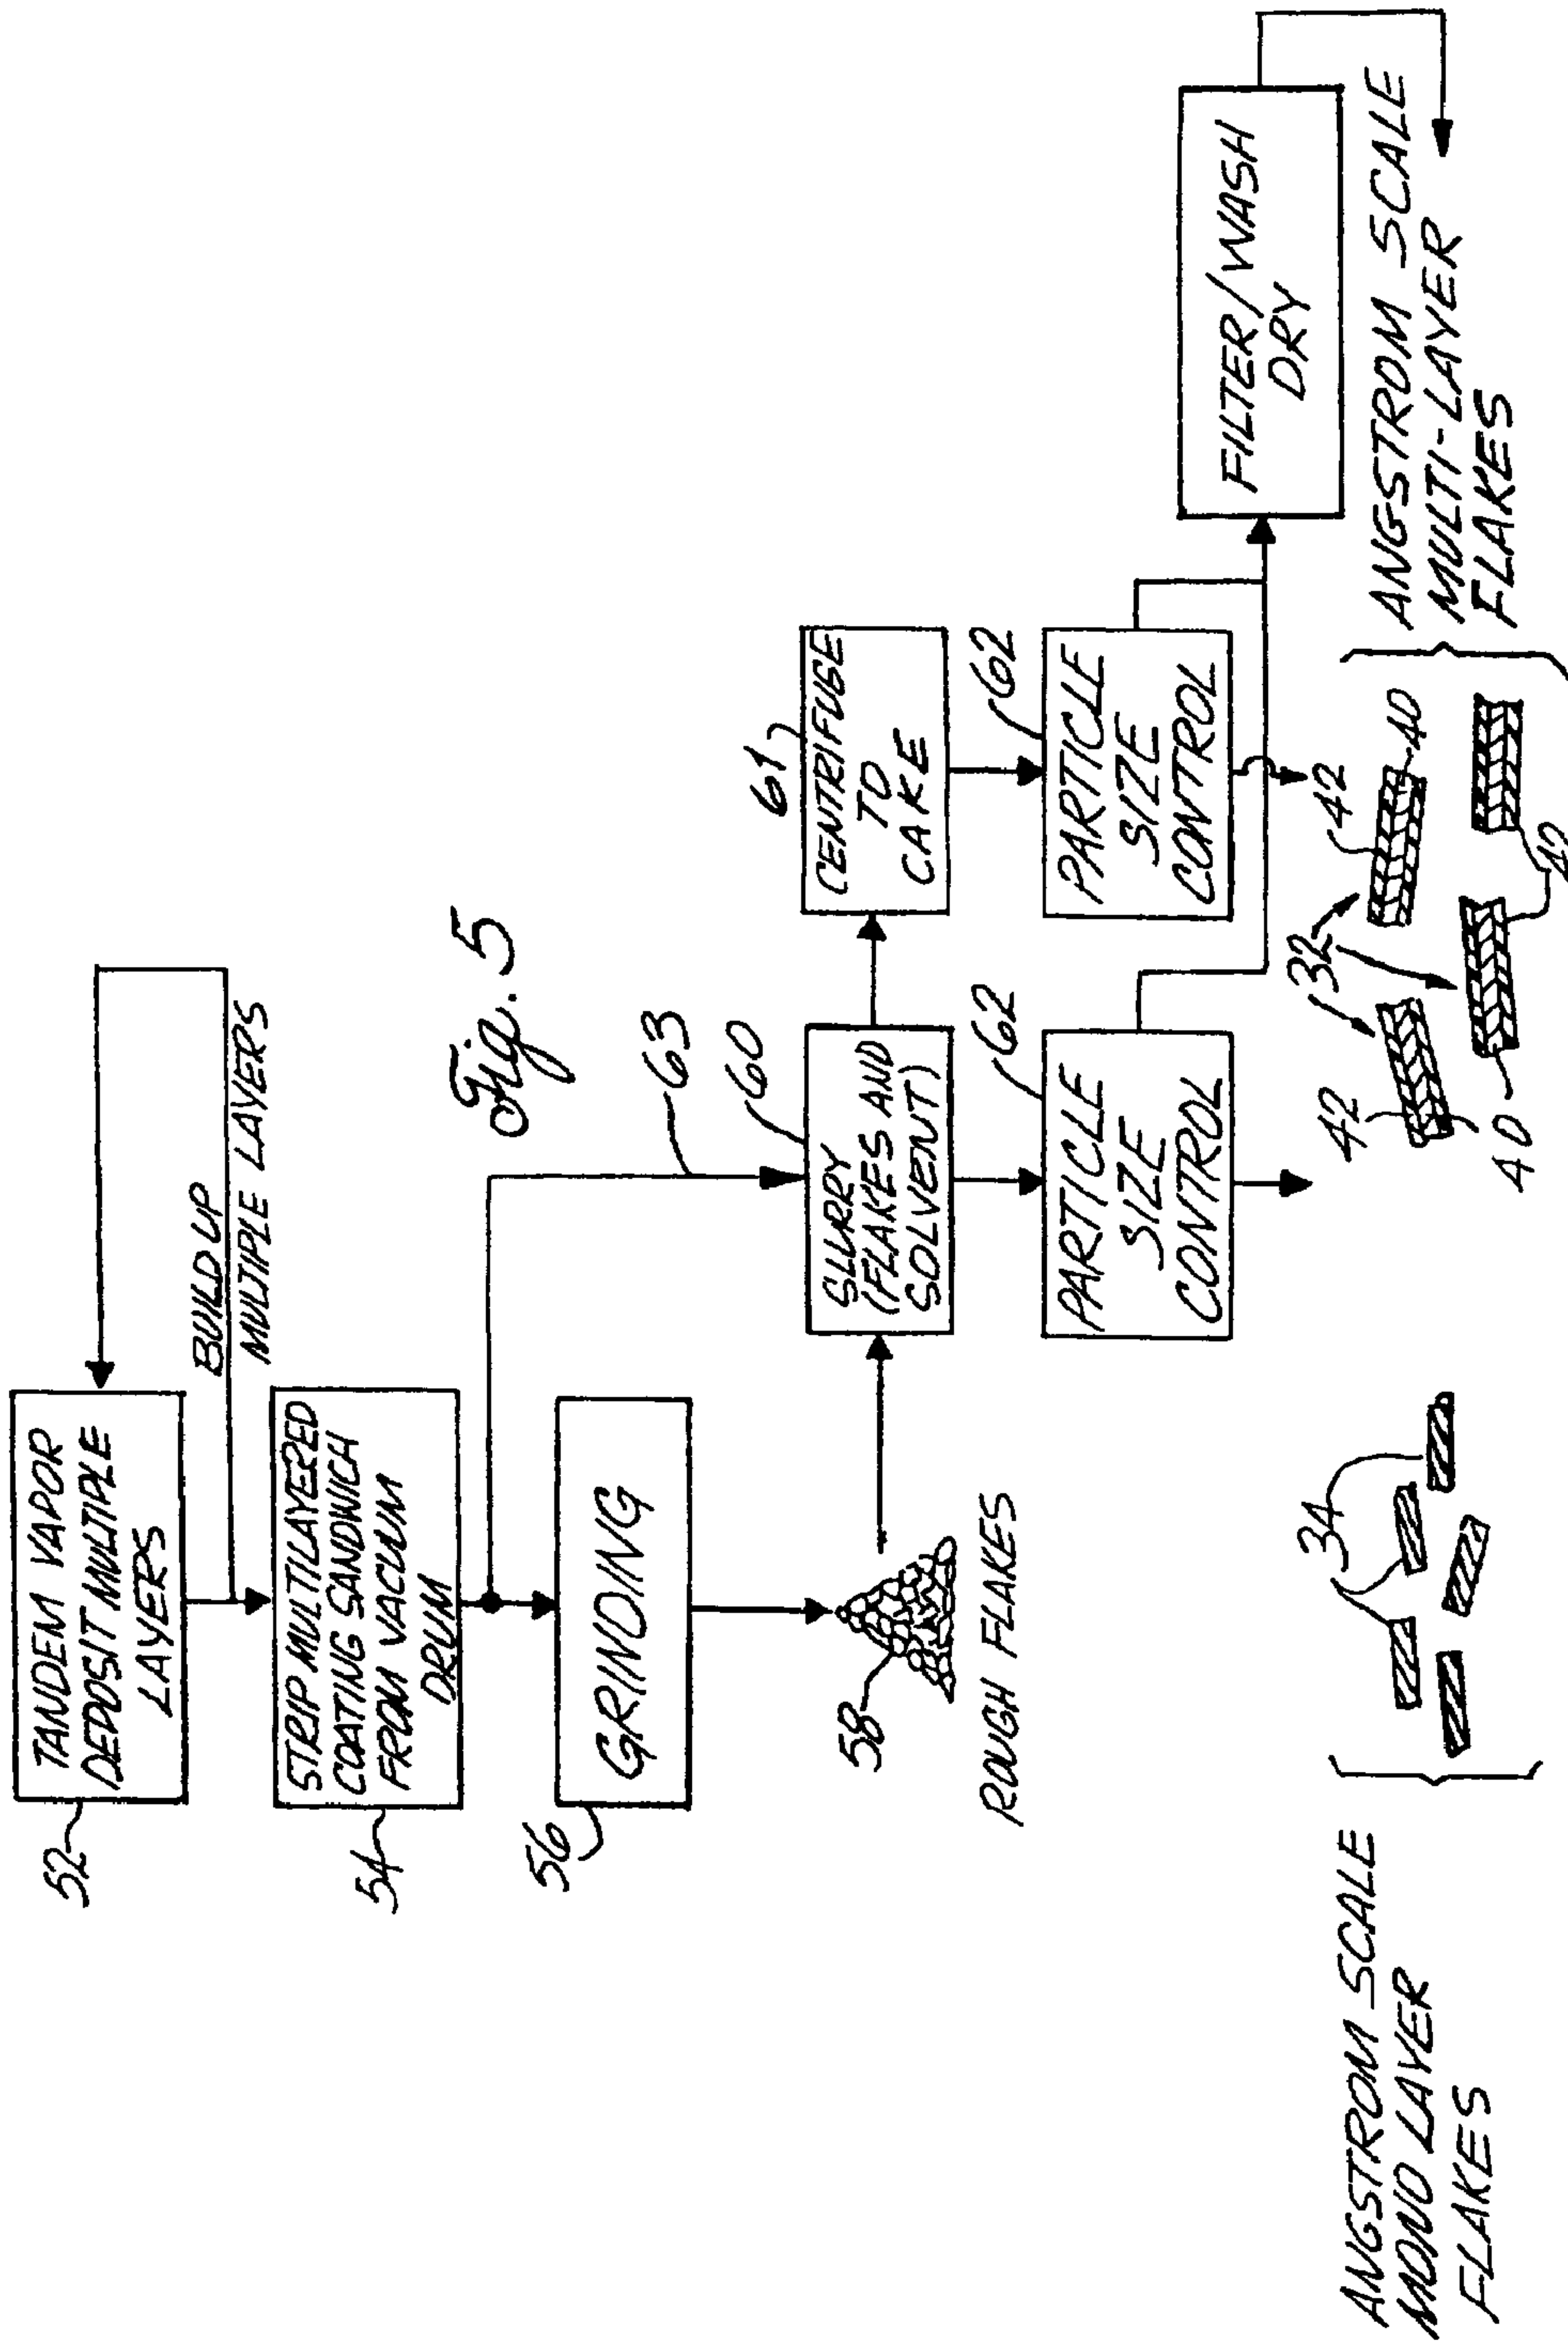 TANDEM VAPOR
DEPOSIT MULTIPLE
LAYERS
52
BUILD UP
MULTIPLE LAYERS
STRIP MULTILAYERED
COATING SANDWICH
FROM VACUUM
DRUM
54
Fig. 5
GRINDING
56
63
58
ROUGH FLAKES
60
SLURRY
(FLAKES AND
SOLVENT)
61
CENTRIFUGE
TO
CAKE
62
PARTICLE
SIZE
CONTROL
62
PARTICLE
SIZE
CONTROL
FILTER/WASH
DRY
ANGSTROM SCALE
MONO LAYER
FLAKES
34
42
32
42
40
40
42
ANGSTROM SCALE
MULTI-LAYER
FLAKES